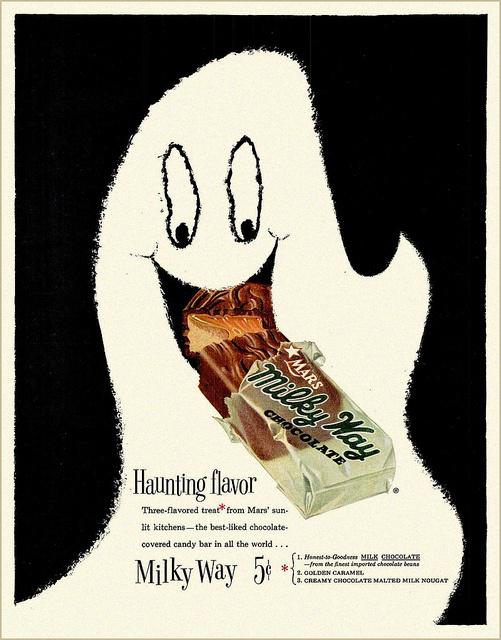 MARS
Milky Way
CHOCOLATE
®
Haunting flavor
Three-flavored treat* from Mars' sun-
lit kitchens—the best-liked chocolate-
covered candy bar in all the world . . .
Milky Way 5¢ *
1. Honest-to-Goodness MILK CHOCOLATE
—from the finest imported chocolate beans
2. GOLDEN CARAMEL
3. CREAMY CHOCOLATE MALTED MILK NOUGAT